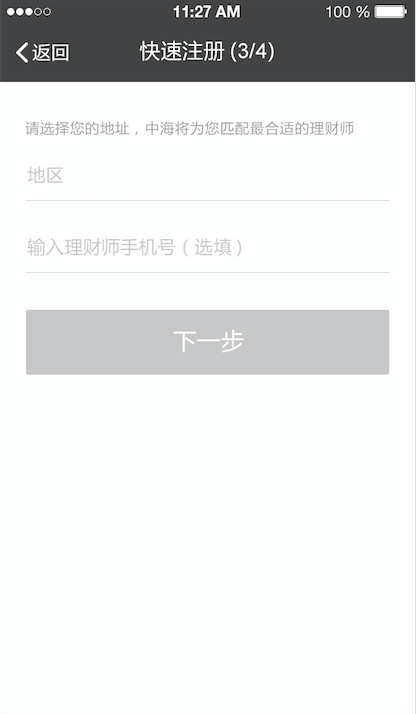 11:27 AM 100 %
返回 快速注册 (3/4)
请选择您的地址，中海将为您匹配最合适的理财师
地区
输入理财师手机号（选填）
下一步